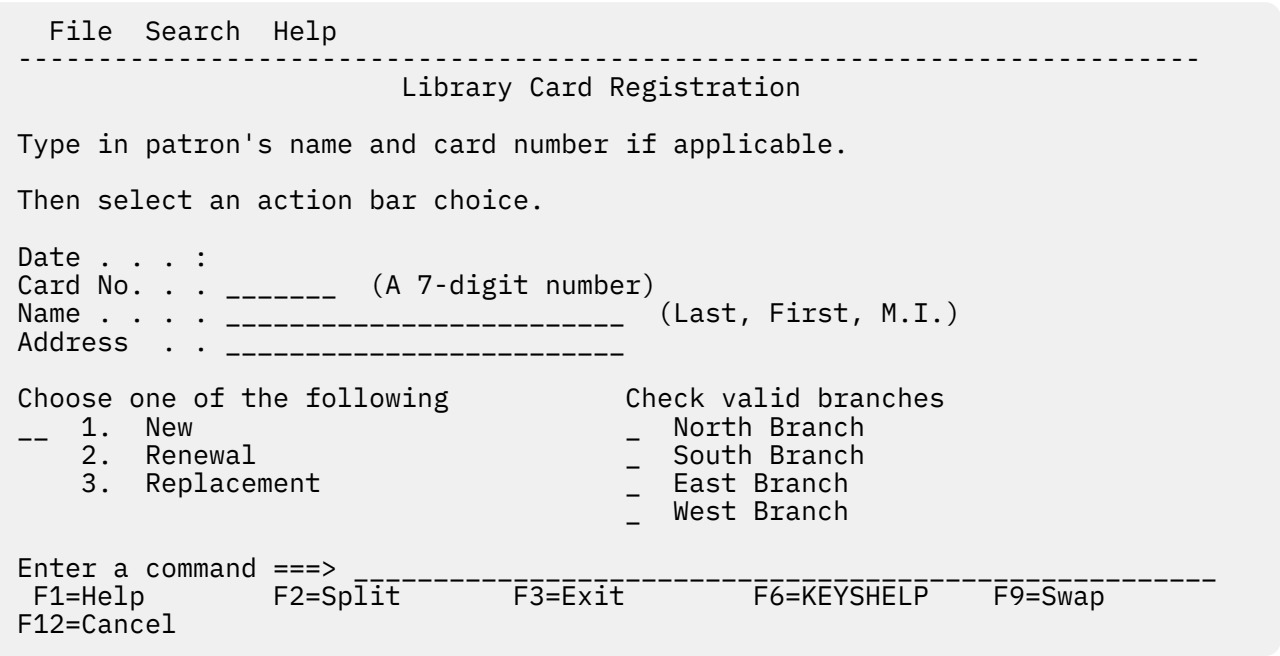 File  Search  Help
--------------------------------------------------------------------------
Library Card Registration
Type in patron's name and card number if applicable.
Then select an action bar choice.
Date . . . :
Card No. . . _______  (A 7-digit number)
Name . . . . _________________________  (Last, First, M.I.)
Address  . . _________________________
Choose one of the following           Check valid branches
__  1.  New                           _  North Branch
    2.  Renewal                       _  South Branch
    3.  Replacement                   _  East Branch
                                      _  West Branch
Enter a command ===> ______________________________________________________
 F1=Help        F2=Split       F3=Exit        F6=KEYSHELP    F9=Swap
F12=Cancel